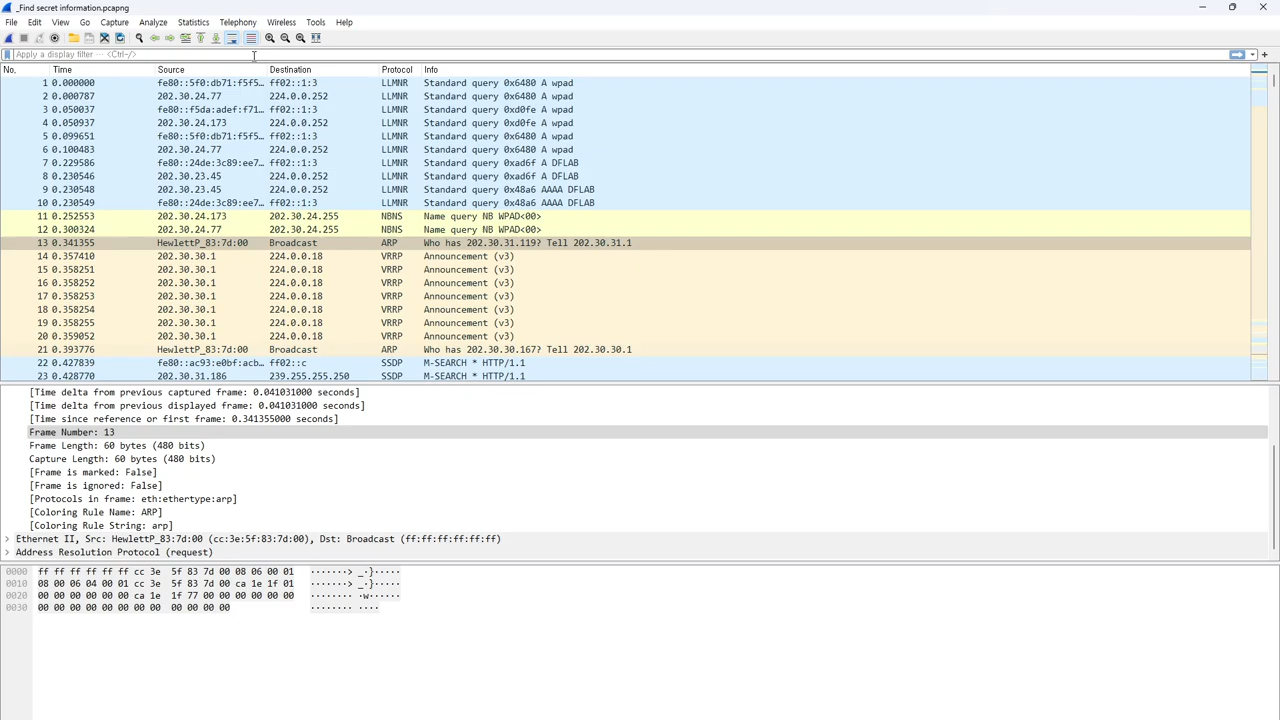 _Find secret information.pcapng
File Edit View Go Capture Analyze Statistics Telephony Wireless Tools Help
Apply a display filter ... <Ctrl-/>
No. Time Source Destination Protocol Info
1 0.000000 fe80::5f0:db71:f5f5… ff02::1:3 LLMNR Standard query 0x6480 A wpad
2 0.000787 202.30.24.77 224.0.0.252 LLMNR Standard query 0x6480 A wpad
3 0.050037 fe80::f5da:adef:f71… ff02::1:3 LLMNR Standard query 0xd0fe A wpad
4 0.050937 202.30.24.173 224.0.0.252 LLMNR Standard query 0xd0fe A wpad
5 0.099651 fe80::5f0:db71:f5f5… ff02::1:3 LLMNR Standard query 0x6480 A wpad
6 0.100483 202.30.24.77 224.0.0.252 LLMNR Standard query 0x6480 A wpad
7 0.229586 fe80::24de:3c89:ee7… ff02::1:3 LLMNR Standard query 0xad6f A DFLAB
8 0.230546 202.30.23.45 224.0.0.252 LLMNR Standard query 0xad6f A DFLAB
9 0.230548 202.30.23.45 224.0.0.252 LLMNR Standard query 0x48a6 AAAA DFLAB
10 0.230549 fe80::24de:3c89:ee7… ff02::1:3 LLMNR Standard query 0x48a6 AAAA DFLAB
11 0.252553 202.30.24.173 202.30.24.255 NBNS Name query NB WPAD<00>
12 0.300324 202.30.24.77 202.30.24.255 NBNS Name query NB WPAD<00>
13 0.341355 HewlettP_83:7d:00 Broadcast ARP Who has 202.30.31.119? Tell 202.30.31.1
14 0.357410 202.30.30.1 224.0.0.18 VRRP Announcement (v3)
15 0.358251 202.30.30.1 224.0.0.18 VRRP Announcement (v3)
16 0.358252 202.30.30.1 224.0.0.18 VRRP Announcement (v3)
17 0.358253 202.30.30.1 224.0.0.18 VRRP Announcement (v3)
18 0.358254 202.30.30.1 224.0.0.18 VRRP Announcement (v3)
19 0.358255 202.30.30.1 224.0.0.18 VRRP Announcement (v3)
20 0.359052 202.30.30.1 224.0.0.18 VRRP Announcement (v3)
21 0.393776 HewlettP_83:7d:00 Broadcast ARP Who has 202.30.30.167? Tell 202.30.30.1
22 0.427839 fe80::ac93:e0bf:acb… ff02::c SSDP M-SEARCH * HTTP/1.1
23 0.428770 202.30.31.186 239.255.255.250 SSDP M-SEARCH * HTTP/1.1
[Time delta from previous captured frame: 0.041031000 seconds]
[Time delta from previous displayed frame: 0.041031000 seconds]
[Time since reference or first frame: 0.341355000 seconds]
Frame Number: 13
Frame Length: 60 bytes (480 bits)
Capture Length: 60 bytes (480 bits)
[Frame is marked: False]
[Frame is ignored: False]
[Protocols in frame: eth:ethertype:arp]
[Coloring Rule Name: ARP]
[Coloring Rule String: arp]
Ethernet II, Src: HewlettP_83:7d:00 (cc:3e:5f:83:7d:00), Dst: Broadcast (ff:ff:ff:ff:ff:ff)
Address Resolution Protocol (request)
0000 ff ff ff ff ff ff cc 3e 5f 83 7d 00 08 06 00 01 ·······> _·}·····
0010 08 00 06 04 00 01 cc 3e 5f 83 7d 00 ca 1e 1f 01 ·······> _·}·····
0020 00 00 00 00 00 00 ca 1e 1f 77 00 00 00 00 00 00 ········ ·w······
0030 00 00 00 00 00 00 00 00 00 00 00 00 ········ ····